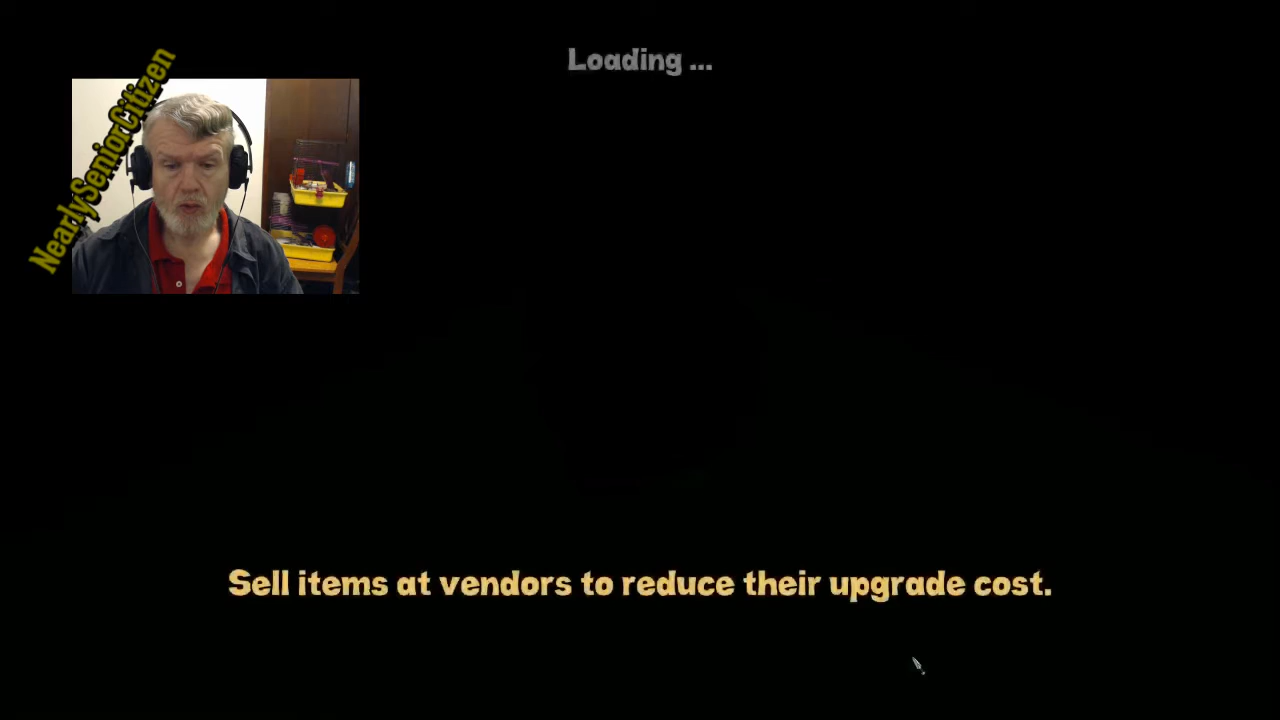 Loading ...
NearlySeniorCitizen
Sell items at vendors to reduce their upgrade cost.